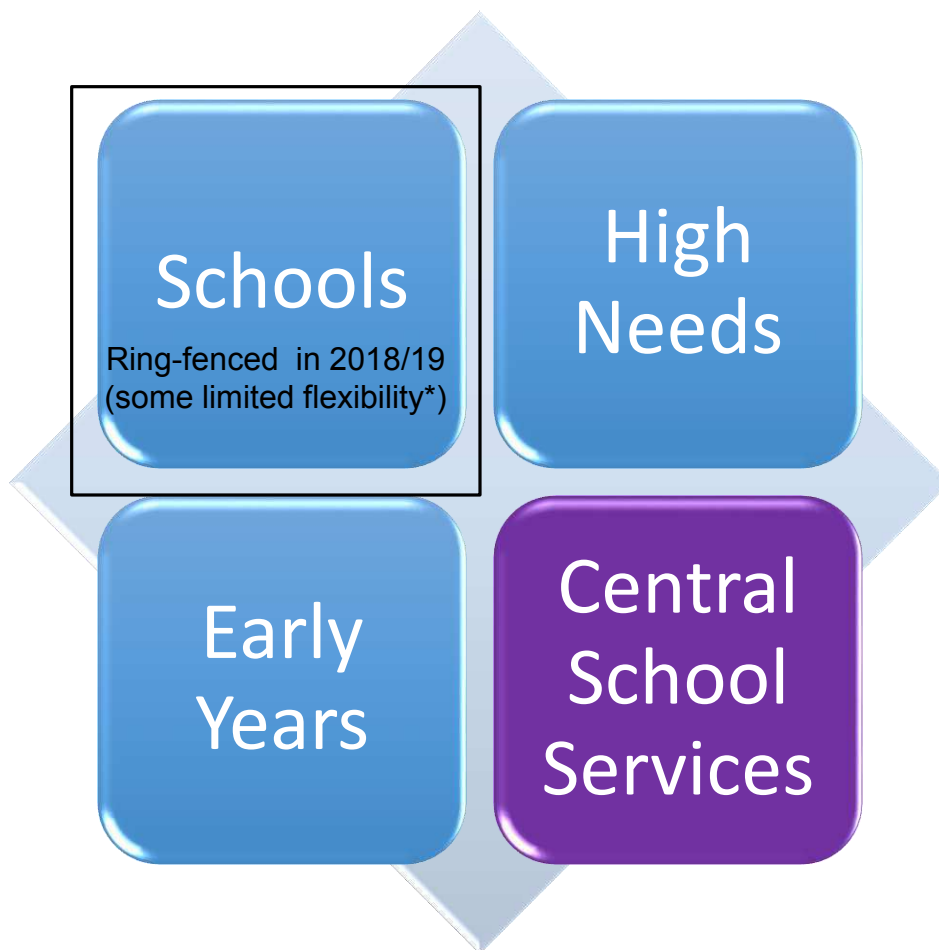 Schools
Ring-fenced  in 2018/19
(some limited flexibility*)
High
Needs
Early
Years
Central
School
Services